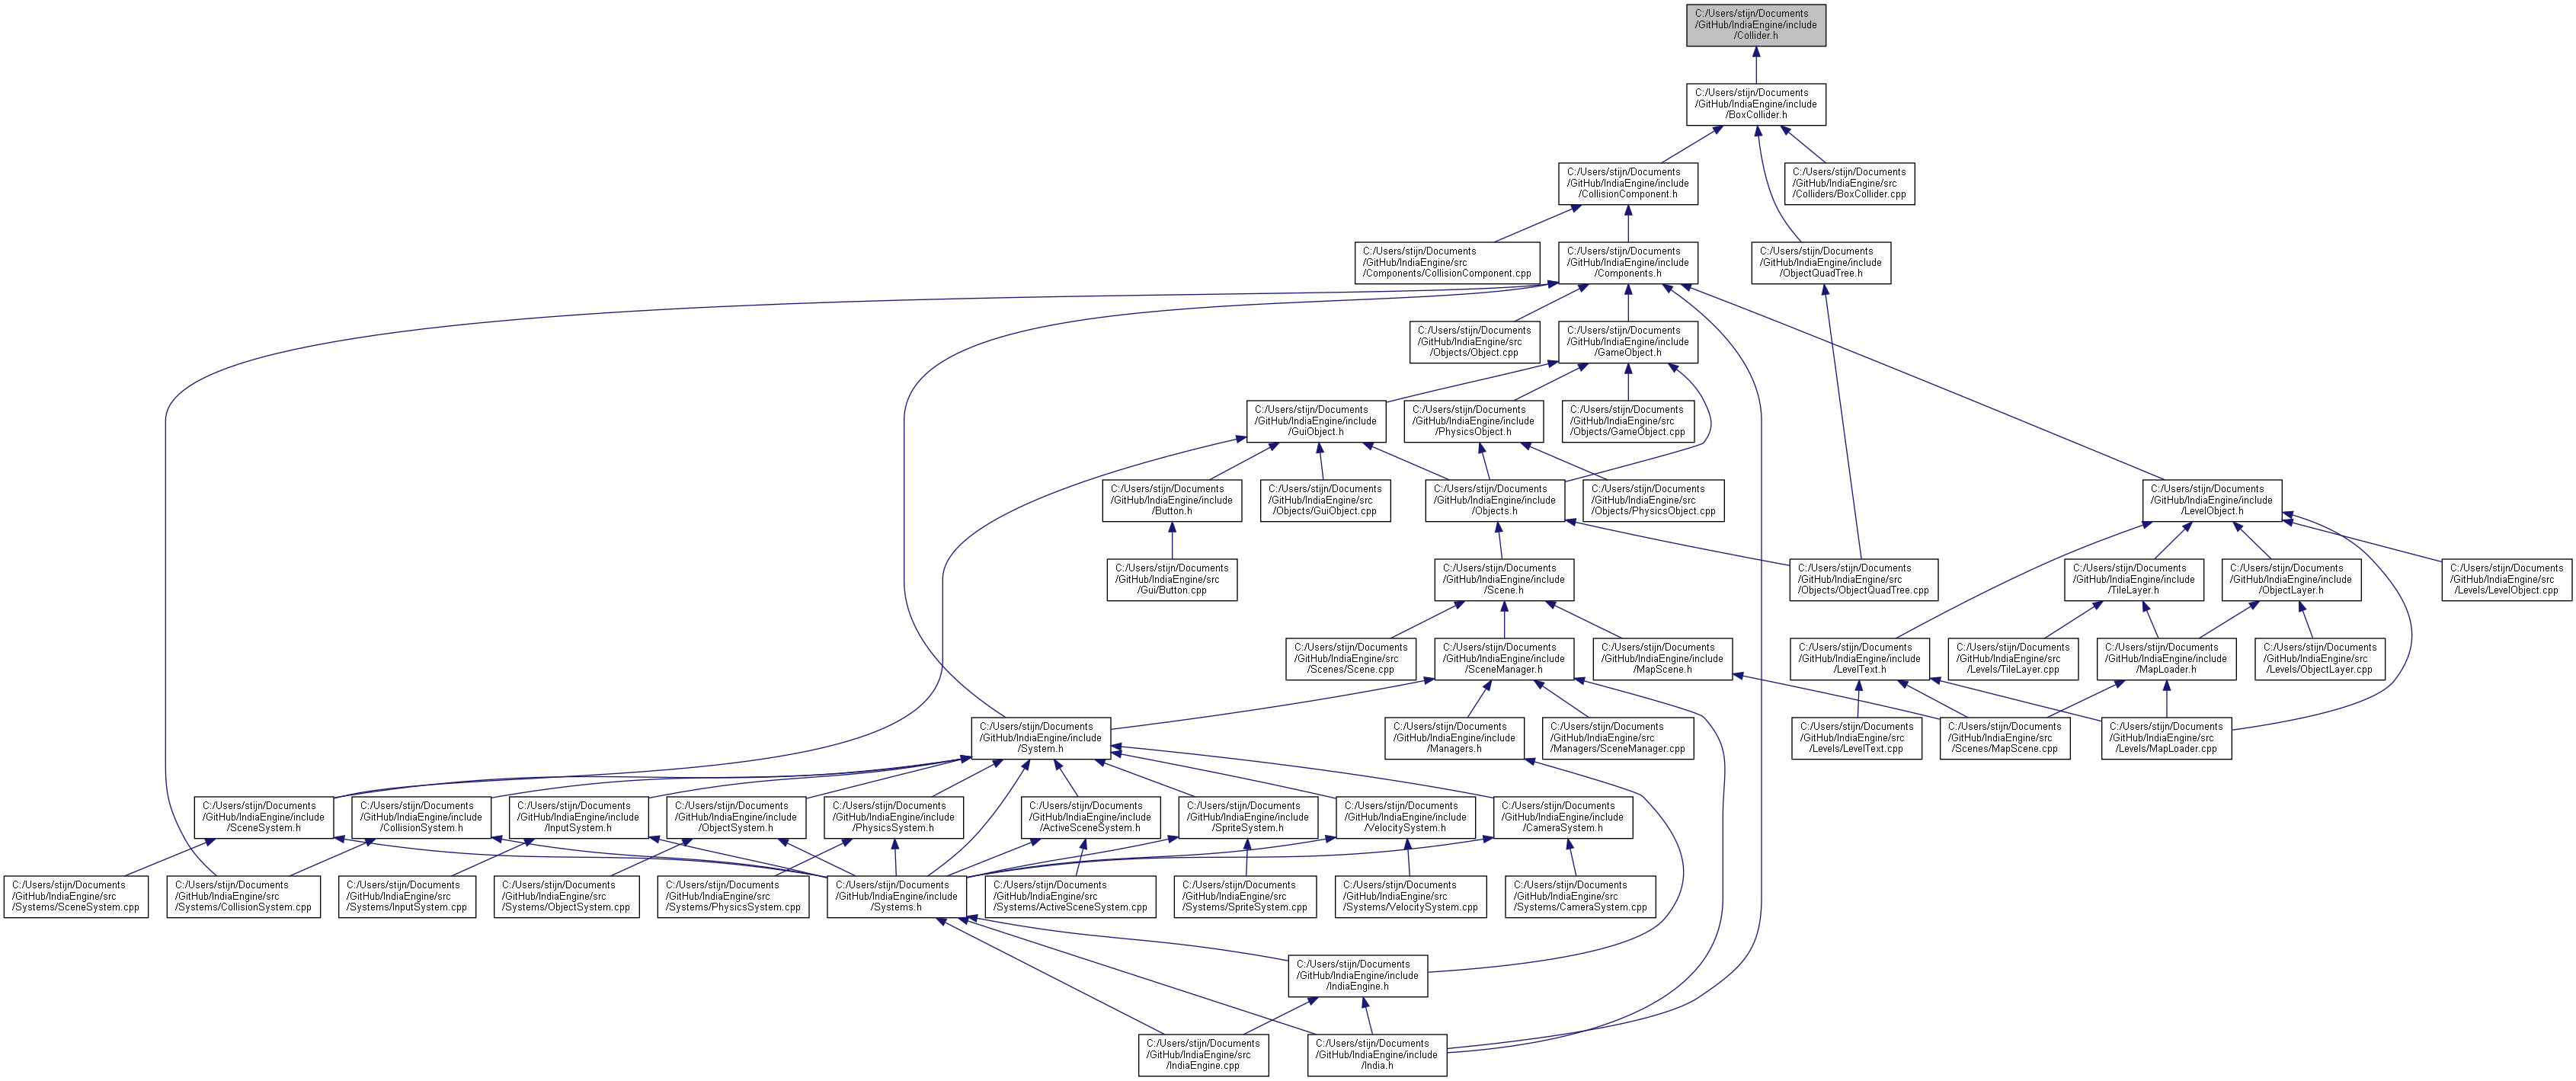 C:/Users/stijn/Documents
/GitHub/IndiaEngine/include
/Collider.h
C:/Users/stijn/Documents
/GitHub/IndiaEngine/include
/BoxCollider.h
C:/Users/stijn/Documents
/GitHub/IndiaEngine/include
/CollisionComponent.h
C:/Users/stijn/Documents
/GitHub/IndiaEngine/src
/Colliders/BoxCollider.cpp
C:/Users/stijn/Documents
/GitHub/IndiaEngine/src
/Components/CollisionComponent.cpp
C:/Users/stijn/Documents
/GitHub/IndiaEngine/include
/Components.h
C:/Users/stijn/Documents
/GitHub/IndiaEngine/include
/ObjectQuadTree.h
C:/Users/stijn/Documents
/GitHub/IndiaEngine/src
/Objects/Object.cpp
C:/Users/stijn/Documents
/GitHub/IndiaEngine/include
/GameObject.h
C:/Users/stijn/Documents
/GitHub/IndiaEngine/include
/GuiObject.h
C:/Users/stijn/Documents
/GitHub/IndiaEngine/include
/PhysicsObject.h
C:/Users/stijn/Documents
/GitHub/IndiaEngine/src
/Objects/GameObject.cpp
C:/Users/stijn/Documents
/GitHub/IndiaEngine/include
/Button.h
C:/Users/stijn/Documents
/GitHub/IndiaEngine/src
/Objects/GuiObject.cpp
C:/Users/stijn/Documents
/GitHub/IndiaEngine/include
/Objects.h
C:/Users/stijn/Documents
/GitHub/IndiaEngine/src
/Objects/PhysicsObject.cpp
C:/Users/stijn/Documents
/GitHub/IndiaEngine/include
/LevelObject.h
C:/Users/stijn/Documents
/GitHub/IndiaEngine/src
/Gui/Button.cpp
C:/Users/stijn/Documents
/GitHub/IndiaEngine/include
/Scene.h
C:/Users/stijn/Documents
/GitHub/IndiaEngine/src
/Objects/ObjectQuadTree.cpp
C:/Users/stijn/Documents
/GitHub/IndiaEngine/include
/TileLayer.h
C:/Users/stijn/Documents
/GitHub/IndiaEngine/include
/ObjectLayer.h
C:/Users/stijn/Documents
/GitHub/IndiaEngine/src
/Levels/LevelObject.cpp
C:/Users/stijn/Documents
/GitHub/IndiaEngine/src
/Scenes/Scene.cpp
C:/Users/stijn/Documents
/GitHub/IndiaEngine/include
/SceneManager.h
C:/Users/stijn/Documents
/GitHub/IndiaEngine/include
/MapScene.h
C:/Users/stijn/Documents
/GitHub/IndiaEngine/include
/LevelText.h
C:/Users/stijn/Documents
/GitHub/IndiaEngine/src
/Levels/TileLayer.cpp
C:/Users/stijn/Documents
/GitHub/IndiaEngine/include
/MapLoader.h
C:/Users/stijn/Documents
/GitHub/IndiaEngine/src
/Levels/ObjectLayer.cpp
C:/Users/stijn/Documents
/GitHub/IndiaEngine/include
/System.h
C:/Users/stijn/Documents
/GitHub/IndiaEngine/include
/Managers.h
C:/Users/stijn/Documents
/GitHub/IndiaEngine/src
/Managers/SceneManager.cpp
C:/Users/stijn/Documents
/GitHub/IndiaEngine/src
/Levels/LevelText.cpp
C:/Users/stijn/Documents
/GitHub/IndiaEngine/src
/Scenes/MapScene.cpp
C:/Users/stijn/Documents
/GitHub/IndiaEngine/src
/Levels/MapLoader.cpp
C:/Users/stijn/Documents
/GitHub/IndiaEngine/include
/SceneSystem.h
C:/Users/stijn/Documents
/GitHub/IndiaEngine/include
/CollisionSystem.h
C:/Users/stijn/Documents
/GitHub/IndiaEngine/include
/InputSystem.h
C:/Users/stijn/Documents
/GitHub/IndiaEngine/include
/ObjectSystem.h
C:/Users/stijn/Documents
/GitHub/IndiaEngine/include
/PhysicsSystem.h
C:/Users/stijn/Documents
/GitHub/IndiaEngine/include
/ActiveSceneSystem.h
C:/Users/stijn/Documents
/GitHub/IndiaEngine/include
/SpriteSystem.h
C:/Users/stijn/Documents
/GitHub/IndiaEngine/include
/VelocitySystem.h
C:/Users/stijn/Documents
/GitHub/IndiaEngine/include
/CameraSystem.h
C:/Users/stijn/Documents
/GitHub/IndiaEngine/src
/Systems/SceneSystem.cpp
C:/Users/stijn/Documents
/GitHub/IndiaEngine/src
/Systems/CollisionSystem.cpp
C:/Users/stijn/Documents
/GitHub/IndiaEngine/src
/Systems/InputSystem.cpp
C:/Users/stijn/Documents
/GitHub/IndiaEngine/src
/Systems/ObjectSystem.cpp
C:/Users/stijn/Documents
/GitHub/IndiaEngine/src
/Systems/PhysicsSystem.cpp
C:/Users/stijn/Documents
/GitHub/IndiaEngine/include
/Systems.h
C:/Users/stijn/Documents
/GitHub/IndiaEngine/src
/Systems/ActiveSceneSystem.cpp
C:/Users/stijn/Documents
/GitHub/IndiaEngine/src
/Systems/SpriteSystem.cpp
C:/Users/stijn/Documents
/GitHub/IndiaEngine/src
/Systems/VelocitySystem.cpp
C:/Users/stijn/Documents
/GitHub/IndiaEngine/src
/Systems/CameraSystem.cpp
C:/Users/stijn/Documents
/GitHub/IndiaEngine/include
/IndiaEngine.h
C:/Users/stijn/Documents
/GitHub/IndiaEngine/src
/IndiaEngine.cpp
C:/Users/stijn/Documents
/GitHub/IndiaEngine/include
/India.h